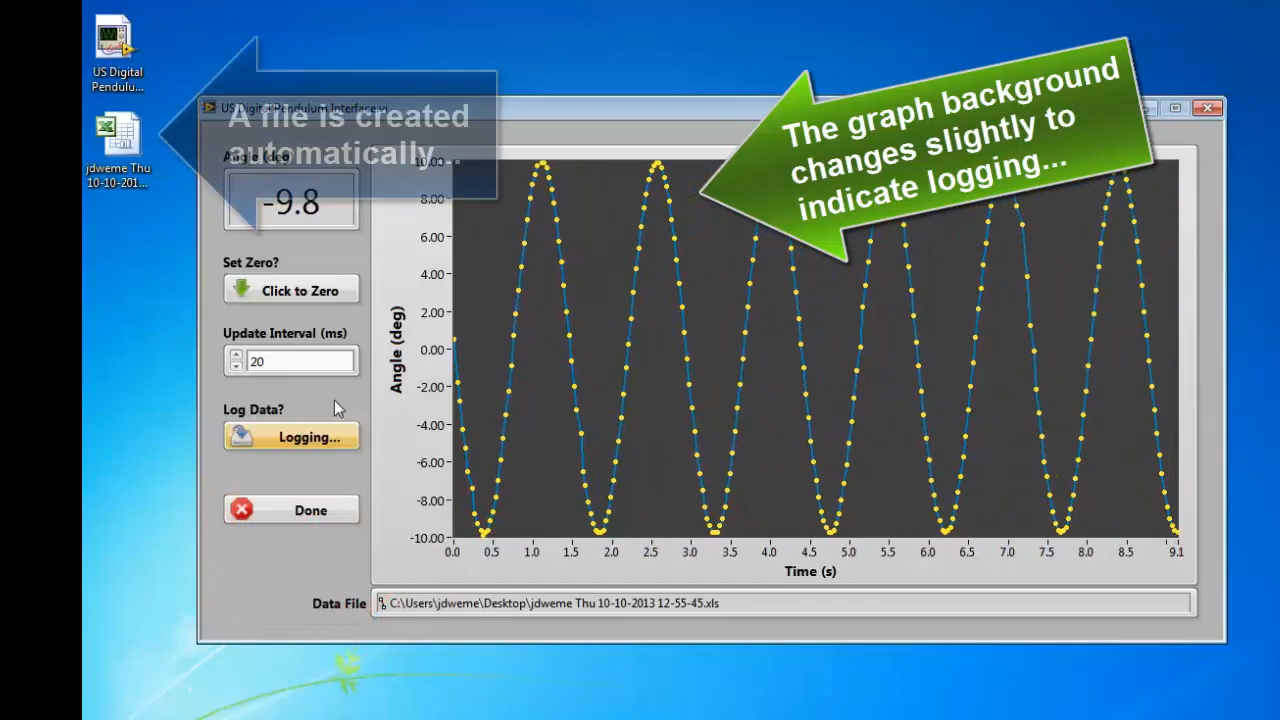 US Digital
Pendulu...
jdweme Thu
10-10-201...
A file is created
automatically...
The graph background
changes slightly to
indicate logging...
US Digital Pendulum Interface.vi
Angle (deg)
-9.8
Set Zero?
Click to Zero
Update Interval (ms)
20
Log Data?
Logging...
Done
Angle (deg)
10.00
8.00
6.00
4.00
2.00
0.00
-2.00
-4.00
-6.00
-8.00
-10.00
0.0 0.5 1.0 1.5 2.0 2.5 3.0 3.5 4.0 4.5 5.0 5.5 6.0 6.5 7.0 7.5 8.0 8.5 9.1
Time (s)
Data File
C:\Users\jdweme\Desktop\jdweme Thu 10-10-2013 12-55-45.xls